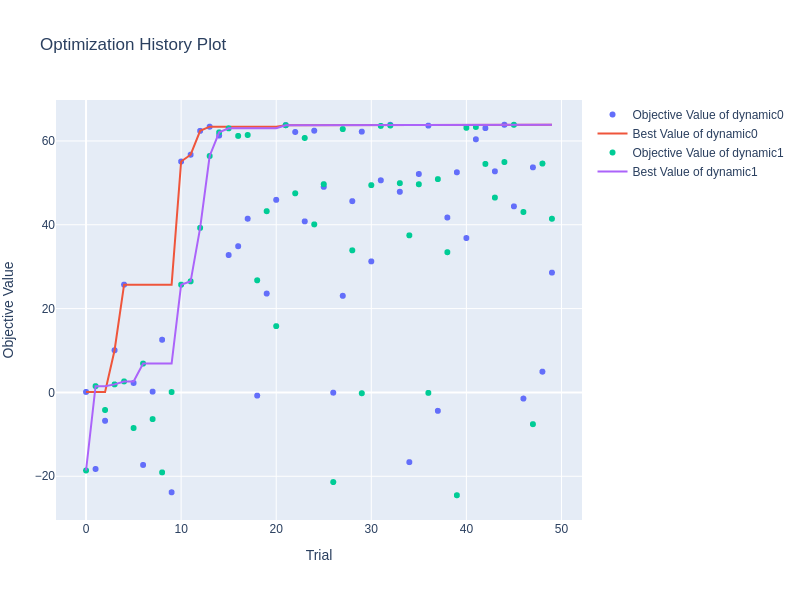 Optimization History Plot
Objective Value of dynamic0
Best Value of dynamic0
Objective Value of dynamic1
Best Value of dynamic1
Objective Value
60
40
20
0
−20
0
10
20
30
40
50
Trial